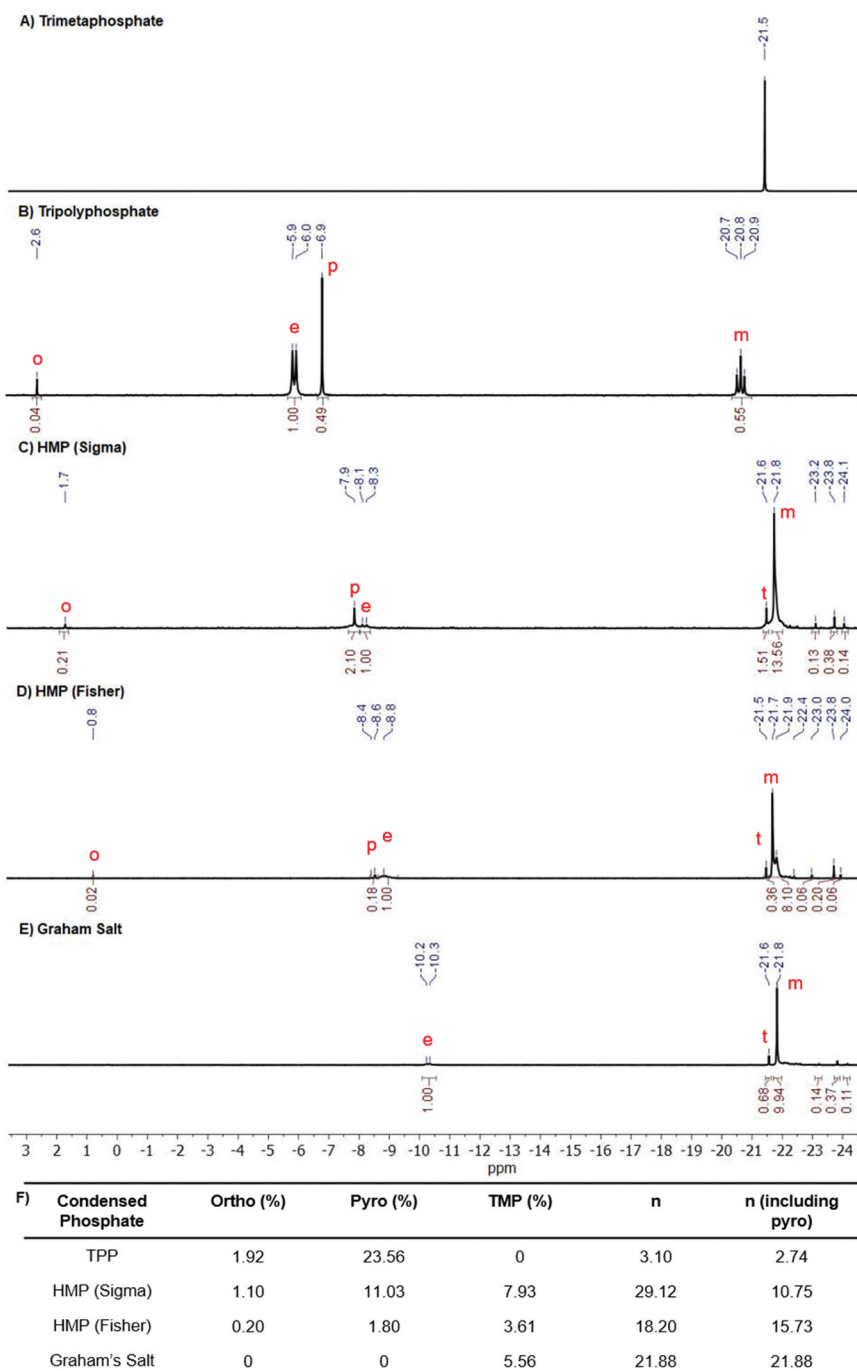 A) Trimetaphosphate
-21.5
B) Tripolyphosphate
2.6
-5.9
-6.0
-6.9
-20.7
-20.8
-20.9
o
e
p
m
0.04
1.00
0.49
0.55
C) HMP (Sigma)
1.7
-7.9
-8.1
-8.3
-21.6
-21.8
-23.2
-23.8
-24.1
o
p
e
t
m
0.21
2.10
1.00
1.51
13.56
0.13
0.38
0.14
D) HMP (Fisher)
0.8
-8.4
-8.6
-8.8
-21.5
-21.7
-21.9
-22.4
-23.0
-23.8
-24.0
o
p
e
t
m
0.02
0.18
1.00
0.36
8.10
0.06
0.20
0.06
E) Graham Salt
-10.2
-10.3
-21.6
-21.8
e
t
m
1.00
0.68
9.94
0.14
0.37
0.11
3 2 1 0 -1 -2 -3 -4 -5 -6 -7 -8 -9 -10 -11 -12 -13 -14 -15 -16 -17 -18 -19 -20 -21 -22 -23 -24
ppm
F) Condensed Phosphate Ortho (%) Pyro (%) TMP (%) n n (including pyro)
TPP 1.92 23.56 0 3.10 2.74
HMP (Sigma) 1.10 11.03 7.93 29.12 10.75
HMP (Fisher) 0.20 1.80 3.61 18.20 15.73
Graham's Salt 0 0 5.56 21.88 21.88